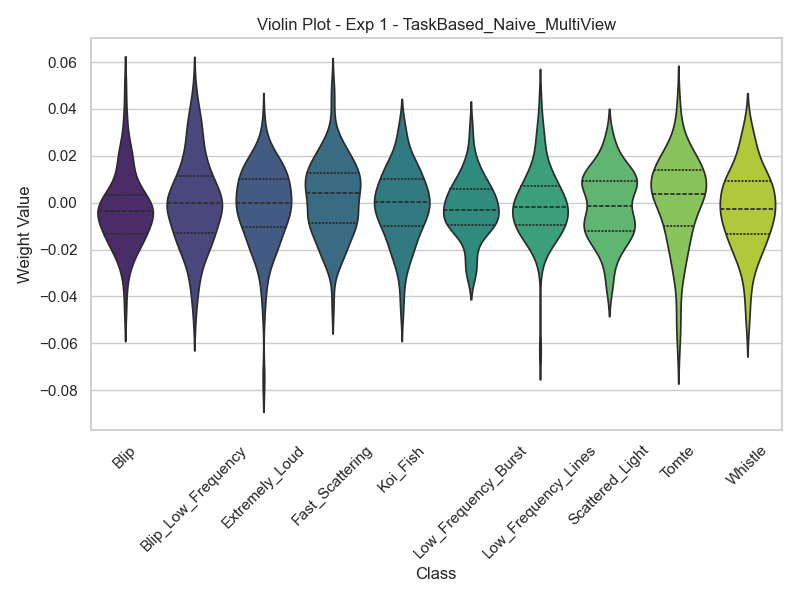 Violin Plot - Exp 1 - TaskBased_Naive_MultiView
0.06
0.04
0.02
0.00
−0.02
−0.04
−0.06
−0.08
Weight Value
Blip
Blip_Low_Frequency
Extremely_Loud
Fast_Scattering
Koi_Fish
Low_Frequency_Burst
Low_Frequency_Lines
Scattered_Light
Tomte
Whistle
Class